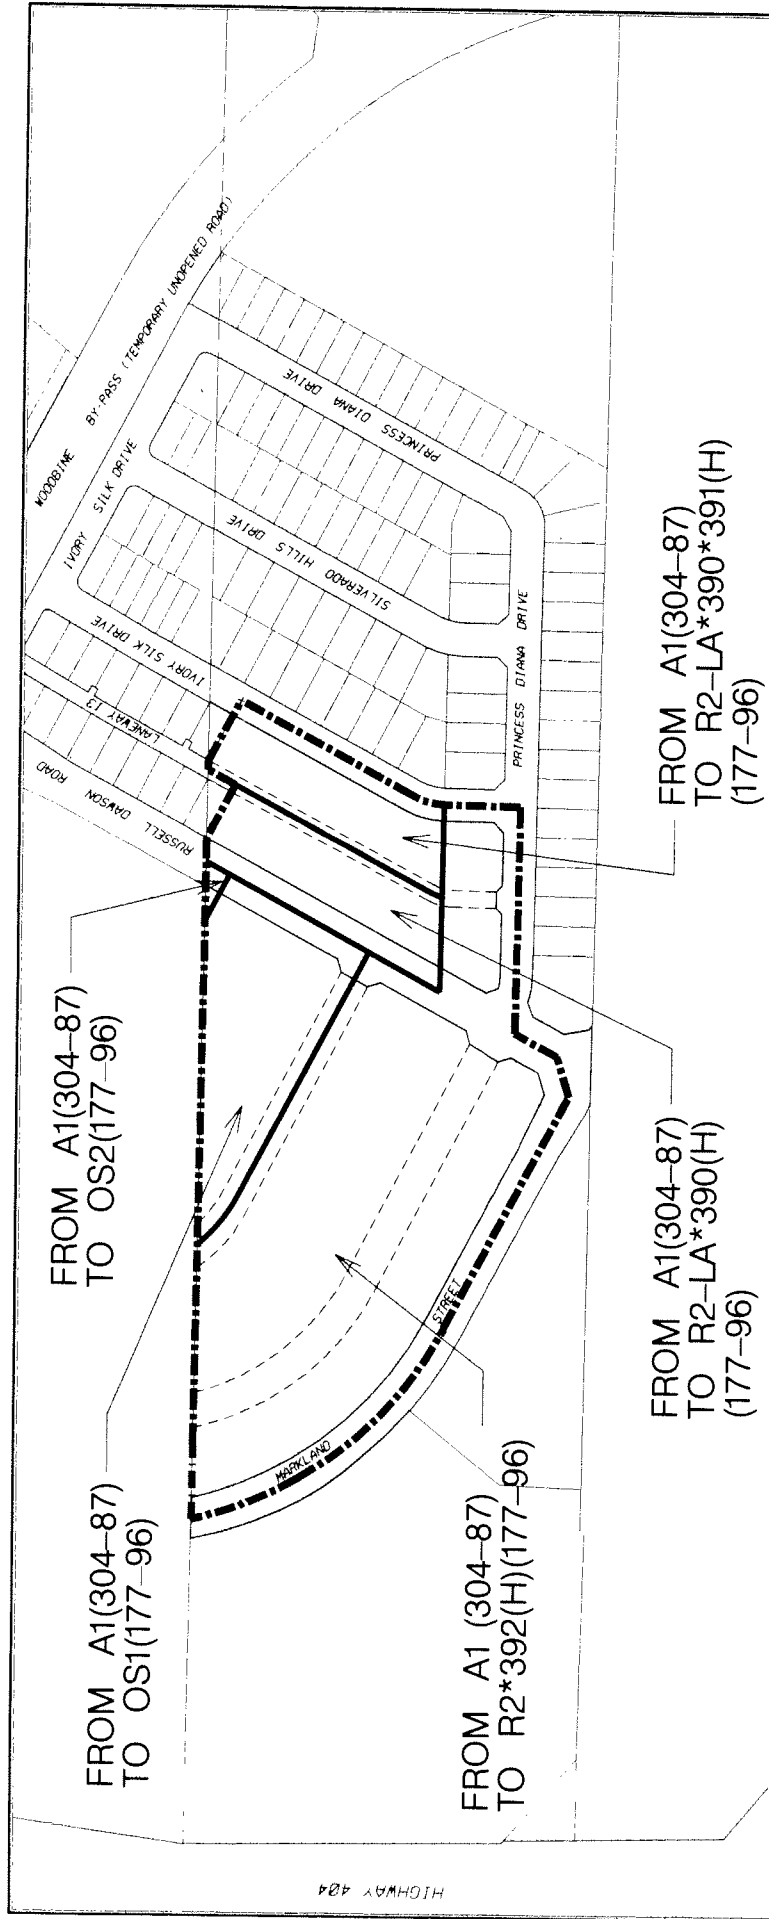 FROM A1(304-87)
TO OS1(177-96)
FROM A1(304-87)
TO OS2(177-96)
WOODBINE BY-PASS (TEMPORARY UNOPENED ROAD)
IVORY SILK DRIVE
IVORY SILK DRIVE
LANEWAY 13
RUSSELL DAWSON ROAD
SILVERADO HILLS DRIVE
PRINCESS DIANA DRIVE
PRINCESS DIANA DRIVE
MARKLAND STREET
HIGHWAY 404
FROM A1 (304-87)
TO R2*392(H)(177-96)
FROM A1(304-87)
TO R2-LA*390(H)
(177-96)
FROM A1(304-87)
TO R2-LA*390*391(H)
(177-96)